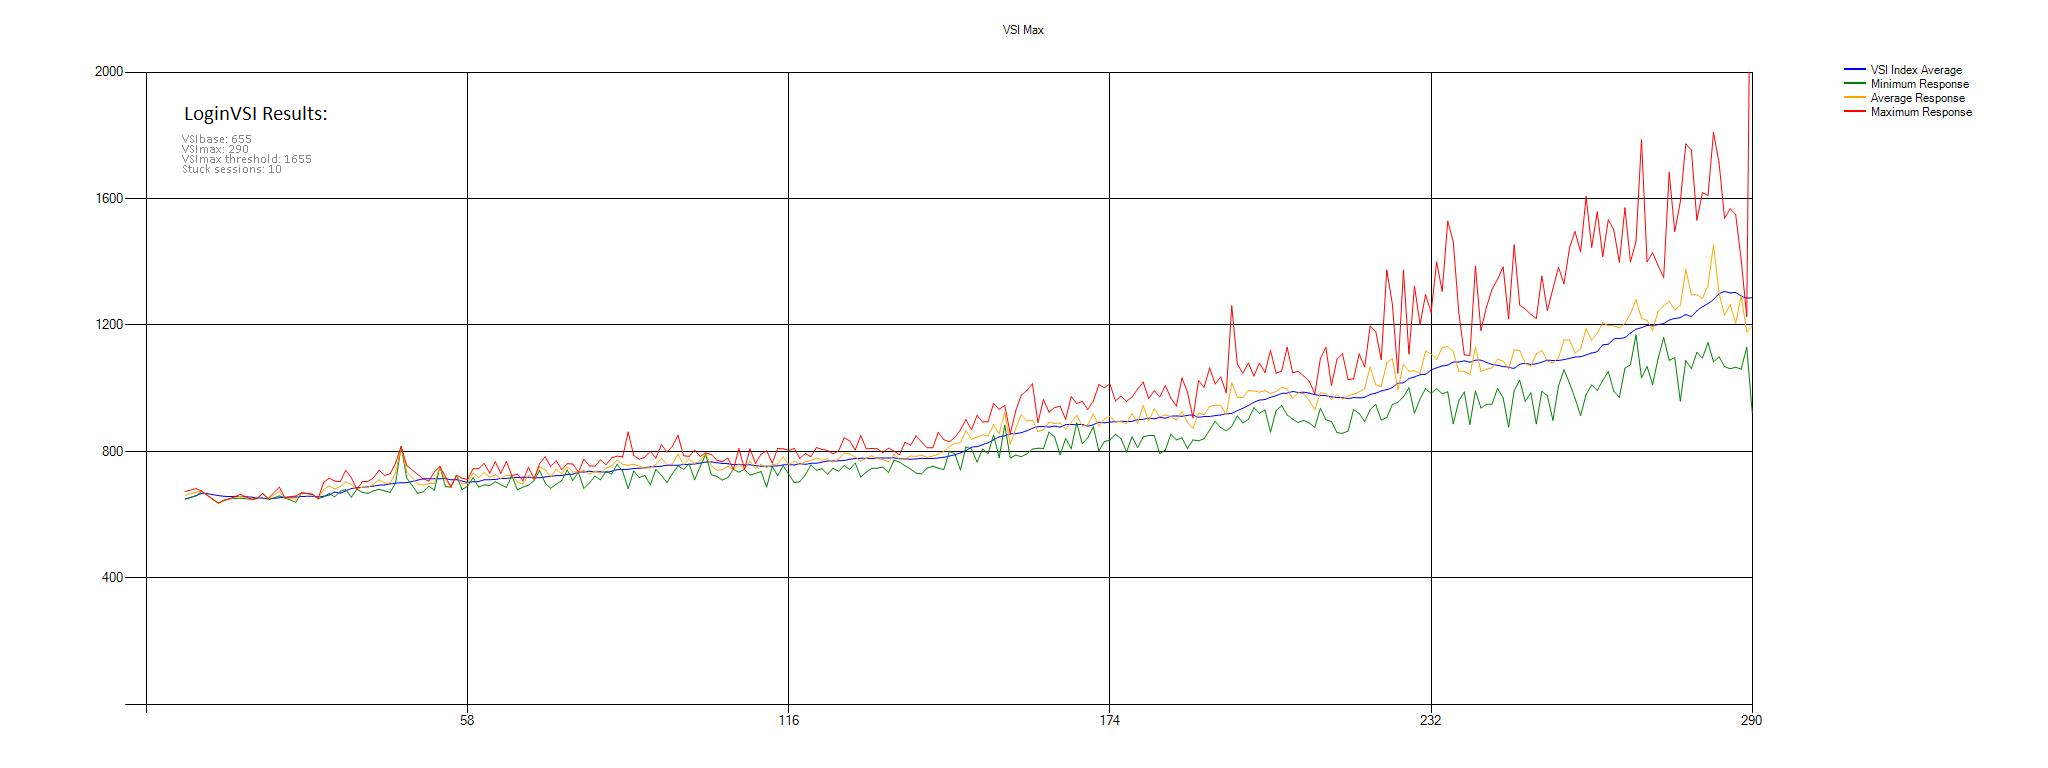 VSI Max
2000
1600
1200
800
400
LoginVSI Results:
VSIbase: 655
VSImax: 290
VSImax threshold: 1655
Stuck sessions: 10
58
116
174
232
290
VSI Index Average
Minimum Response
Average Response
Maximum Response